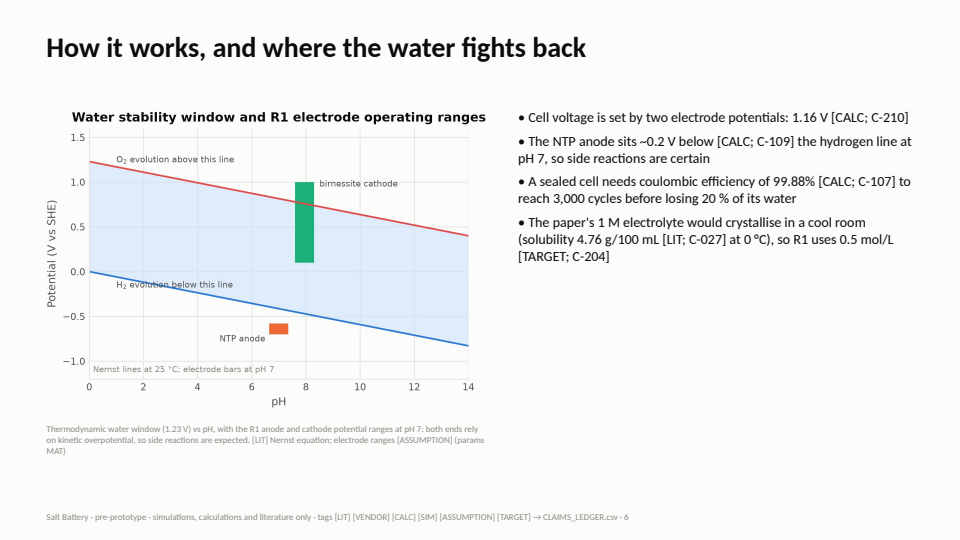 How it works, and where the water fights back
Water stability window and R1 electrode operating ranges
1.5
1.0
0.5
0.0
−0.5
−1.0
Potential (V vs SHE)
O₂ evolution above this line
birnessite cathode
H₂ evolution below this line
NTP anode
Nernst lines at 25 °C; electrode bars at pH 7
0 2 4 6 8 10 12 14
pH
Thermodynamic water window (1.23 V) vs pH, with the R1 anode and cathode potential ranges at pH 7: both ends rely
on kinetic overpotential, so side reactions are expected. [LIT] Nernst equation; electrode ranges [ASSUMPTION] (params
MAT)
• Cell voltage is set by two electrode potentials: 1.16 V [CALC; C-210]
• The NTP anode sits ~0.2 V below [CALC; C-109] the hydrogen line at
pH 7, so side reactions are certain
• A sealed cell needs coulombic efficiency of 99.88% [CALC; C-107] to
reach 3,000 cycles before losing 20 % of its water
• The paper's 1 M electrolyte would crystallise in a cool room
(solubility 4.76 g/100 mL [LIT; C-027] at 0 °C), so R1 uses 0.5 mol/L
[TARGET; C-204]
Salt Battery - pre-prototype - simulations, calculations and literature only - tags [LIT] [VENDOR] [CALC] [SIM] [ASSUMPTION] [TARGET] → CLAIMS_LEDGER.csv - 6